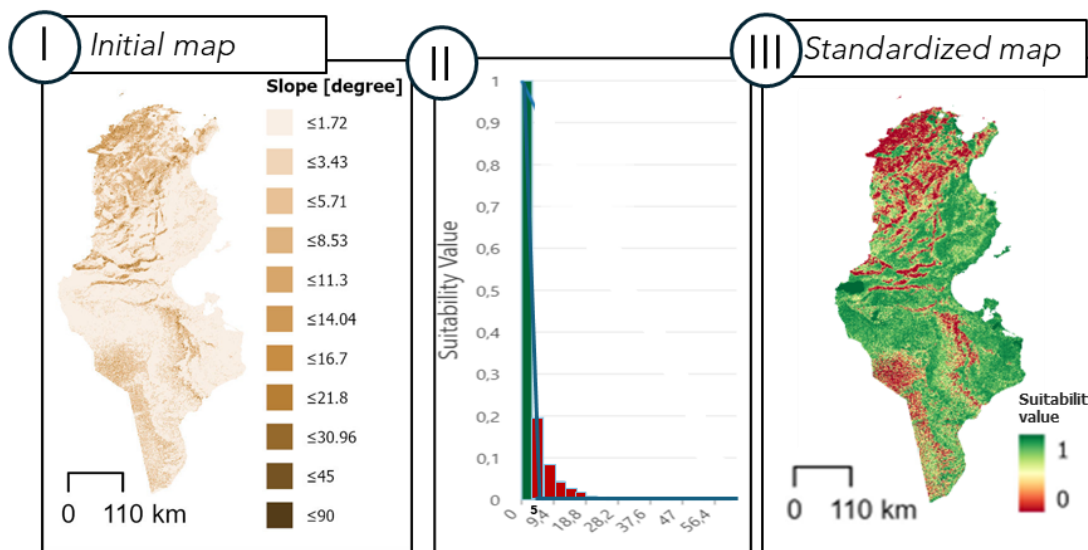 I
Initial map
Slope [degree]
≤1.72
≤3.43
≤5.71
≤8.53
≤11.3
≤14.04
≤16.7
≤21.8
≤30.96
≤45
≤90
0 110 km
II
Suitability Value
1
0,9
0,8
0,7
0,6
0,5
0,4
0,3
0,2
0,1
0
0
5
9,4
18,8
28,2
37,6
47
56,4
III
Standardized map
Suitabilit
value
1
0
0 110 km